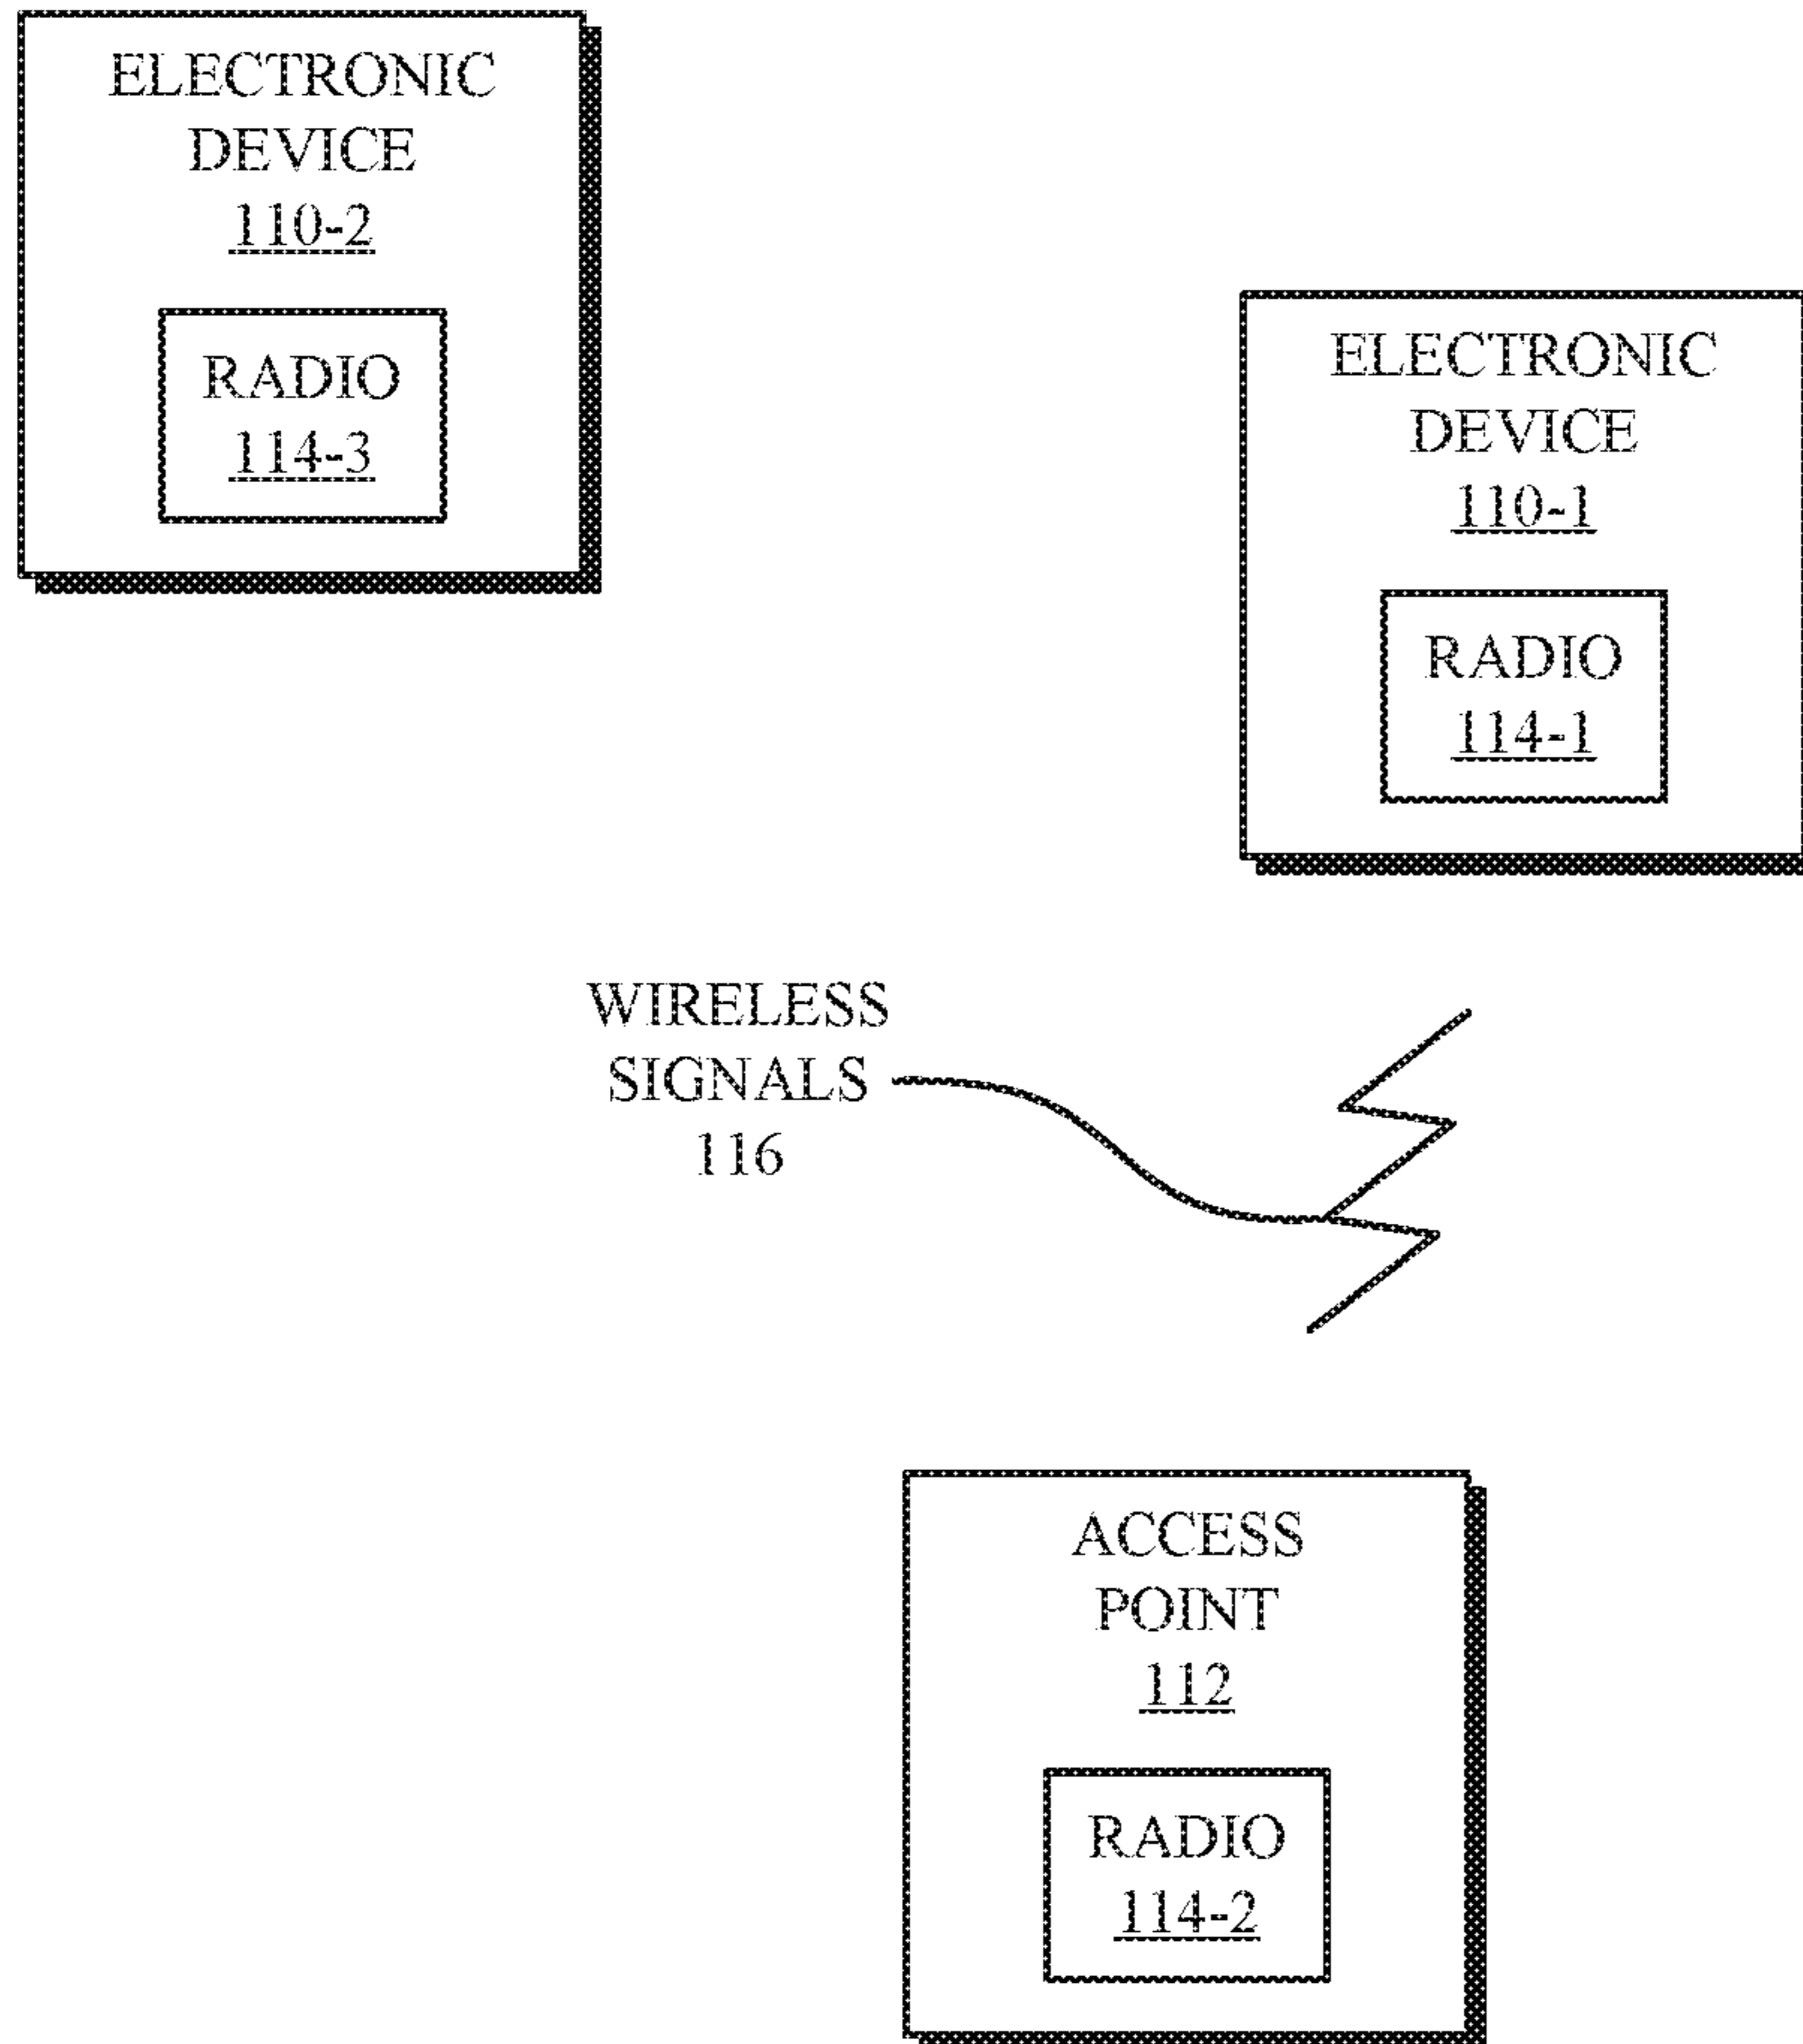 ELECTRONIC
DEVICE
110-2
RADIO
114-3
ELECTRONIC
DEVICE
110-1
RADIO
114-1
WIRELESS
SIGNALS
116
ACCESS
POINT
112
RADIO
114-2